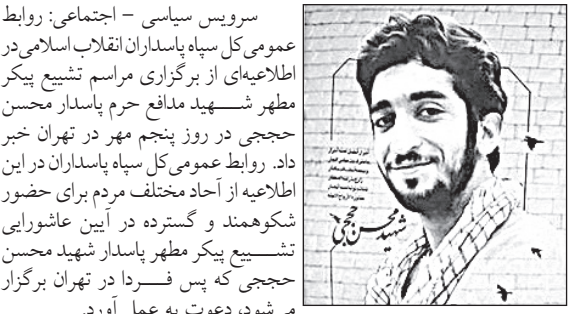 سرویس سیاسی – اجتماعی: روابط
عمومی‌کل سپاه پاسداران انقلاب اسلامی‌در
اطلاعیه‌ای از برگزاری مراسم تشییع پیکر
مطهر شـــهید مدافع حرم پاسدار محسن
حججی در روز پنجم مهر در تهران خبر
داد. روابط عمومی‌کل سپاه پاسداران در این
اطلاعیه از آحاد مختلف مردم برای حضور
شکوهمند و گسترده در آیین عاشورایی
تشـــییع پیکر مطهر پاسدار شهید محسن
حججی که پس فـــردا در تهران برگزار
می‌شود، دعوت به عمل آورد.
شهید محسن حججی